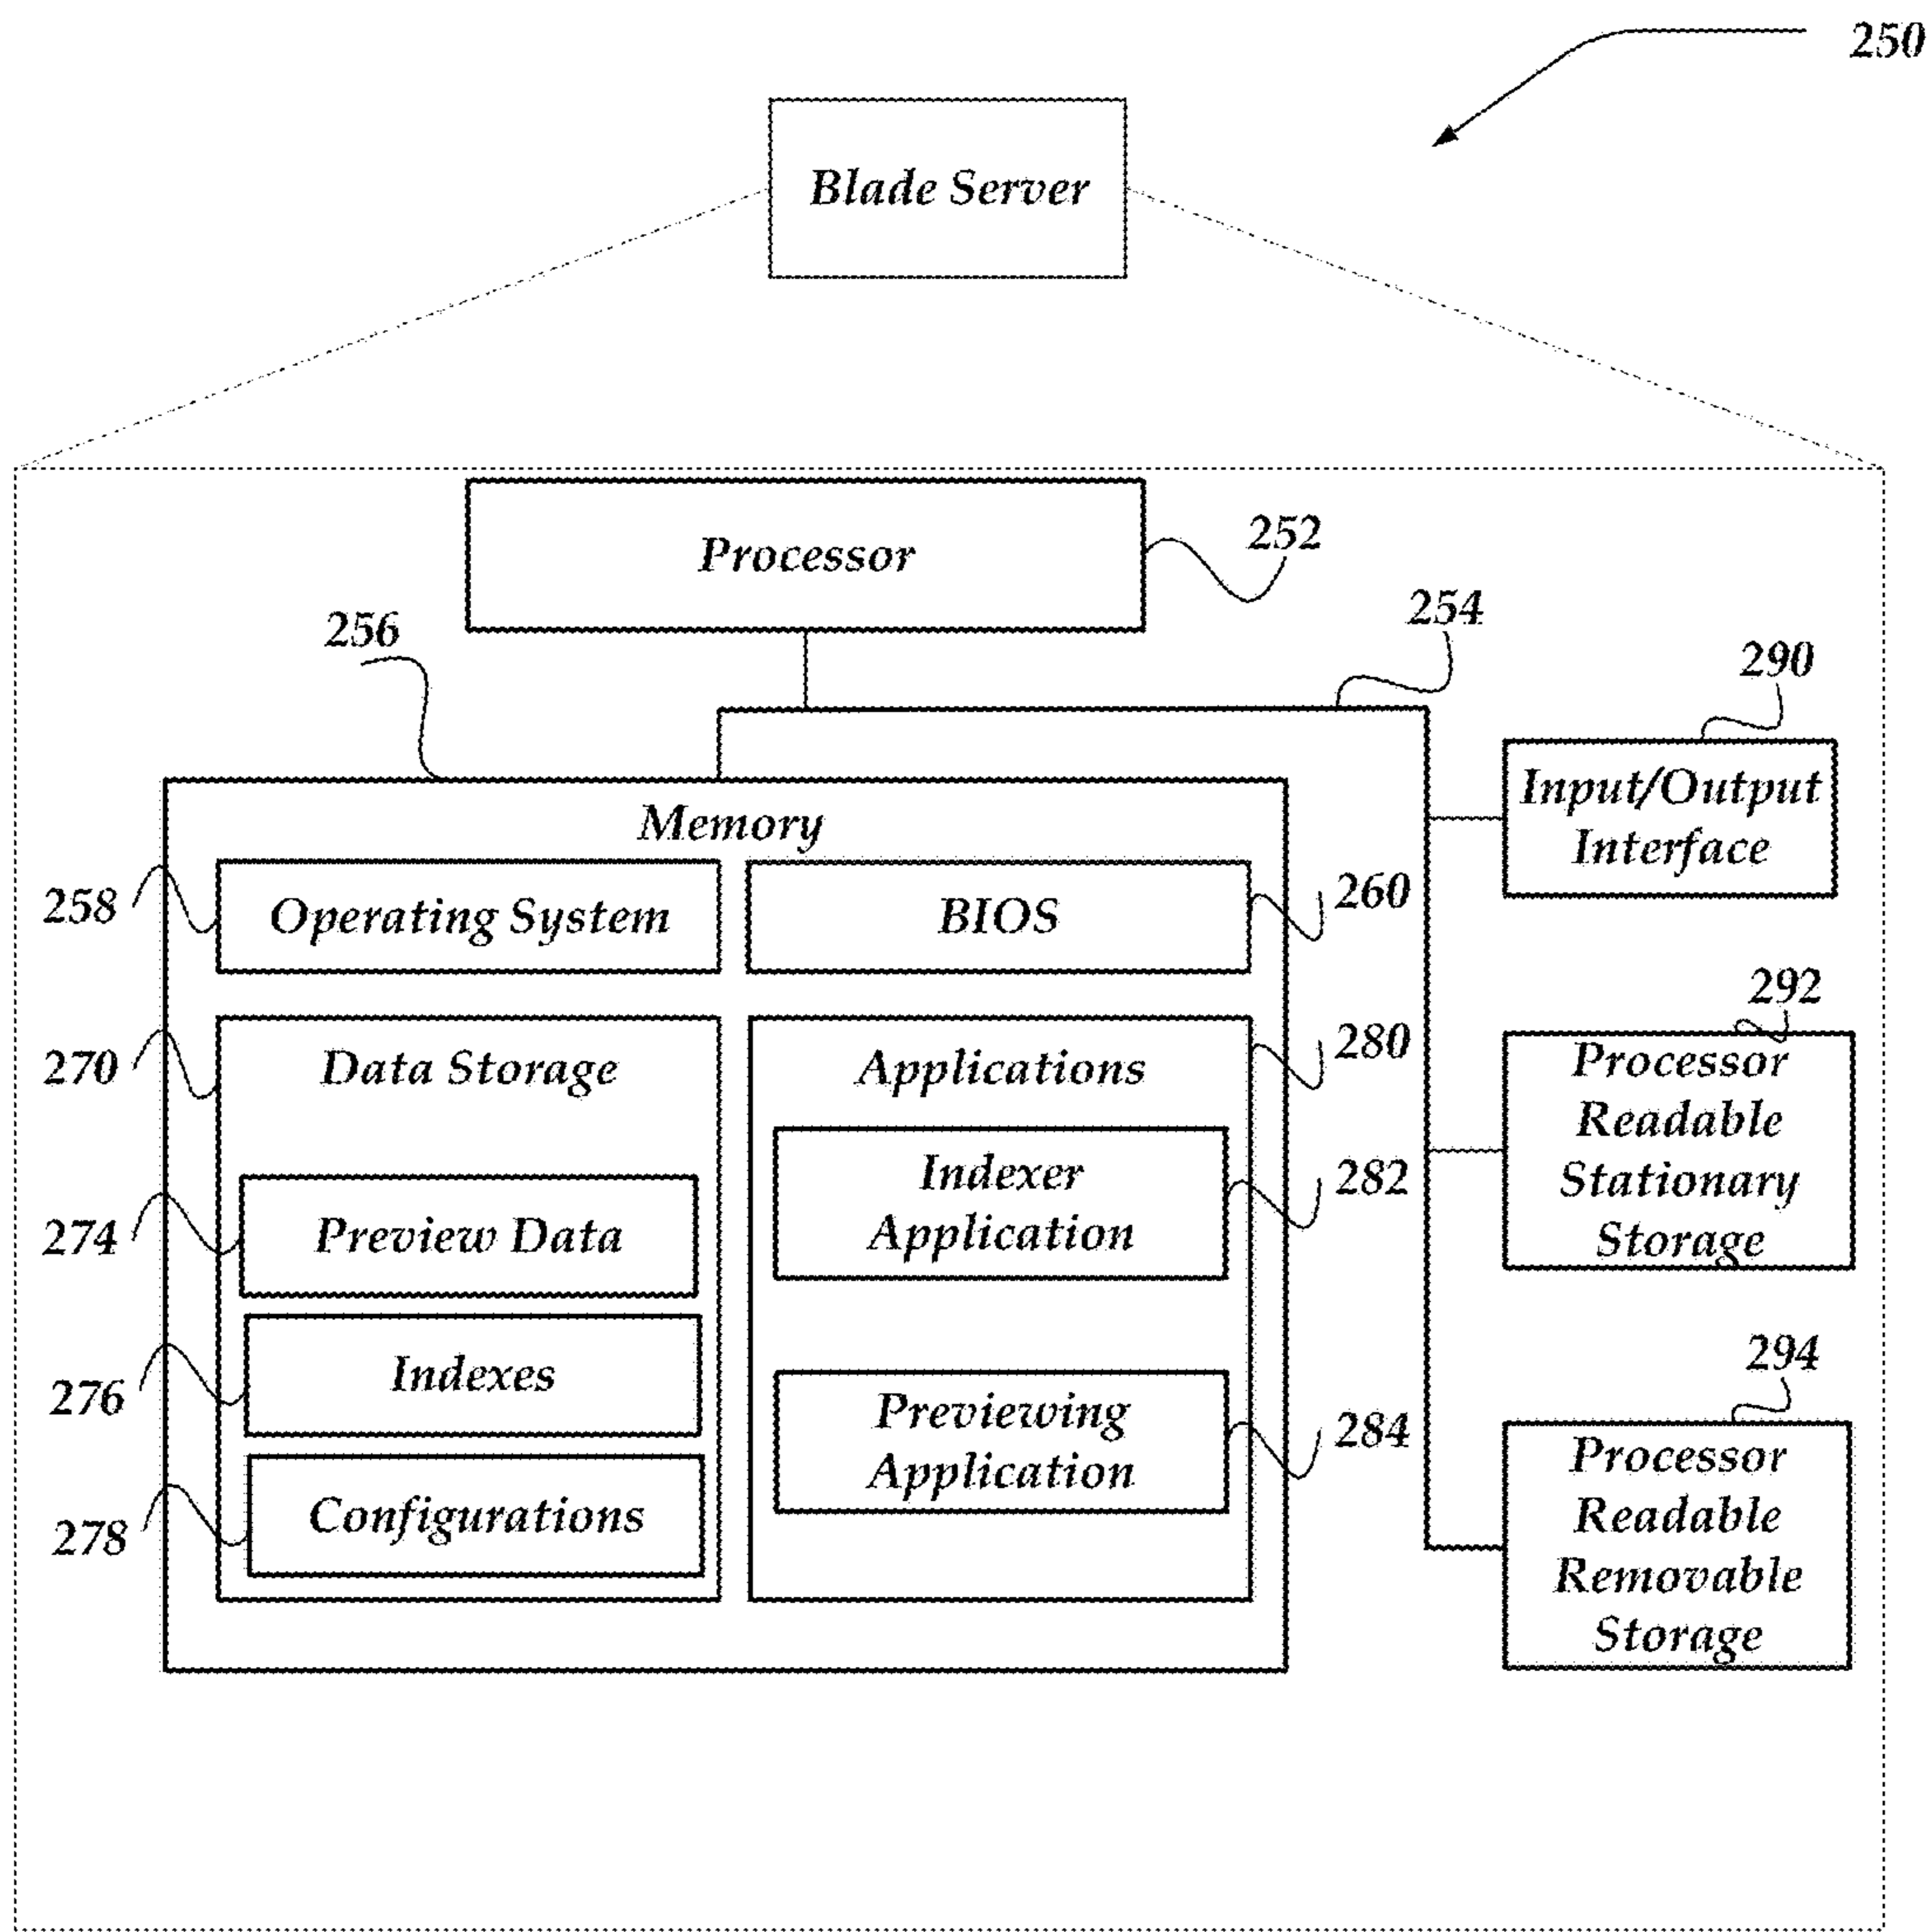 250
Blade Server
Processor
252
256
254
290
Input/Output
Interface
Memory
258
Operating System
BIOS
260
292
Processor
Readable
Stationary
Storage
270
Data Storage
Applications
280
Indexer
Application
282
274
Preview Data
276
Indexes
Previewing
Application
284
278
Configurations
294
Processor
Readable
Removable
Storage